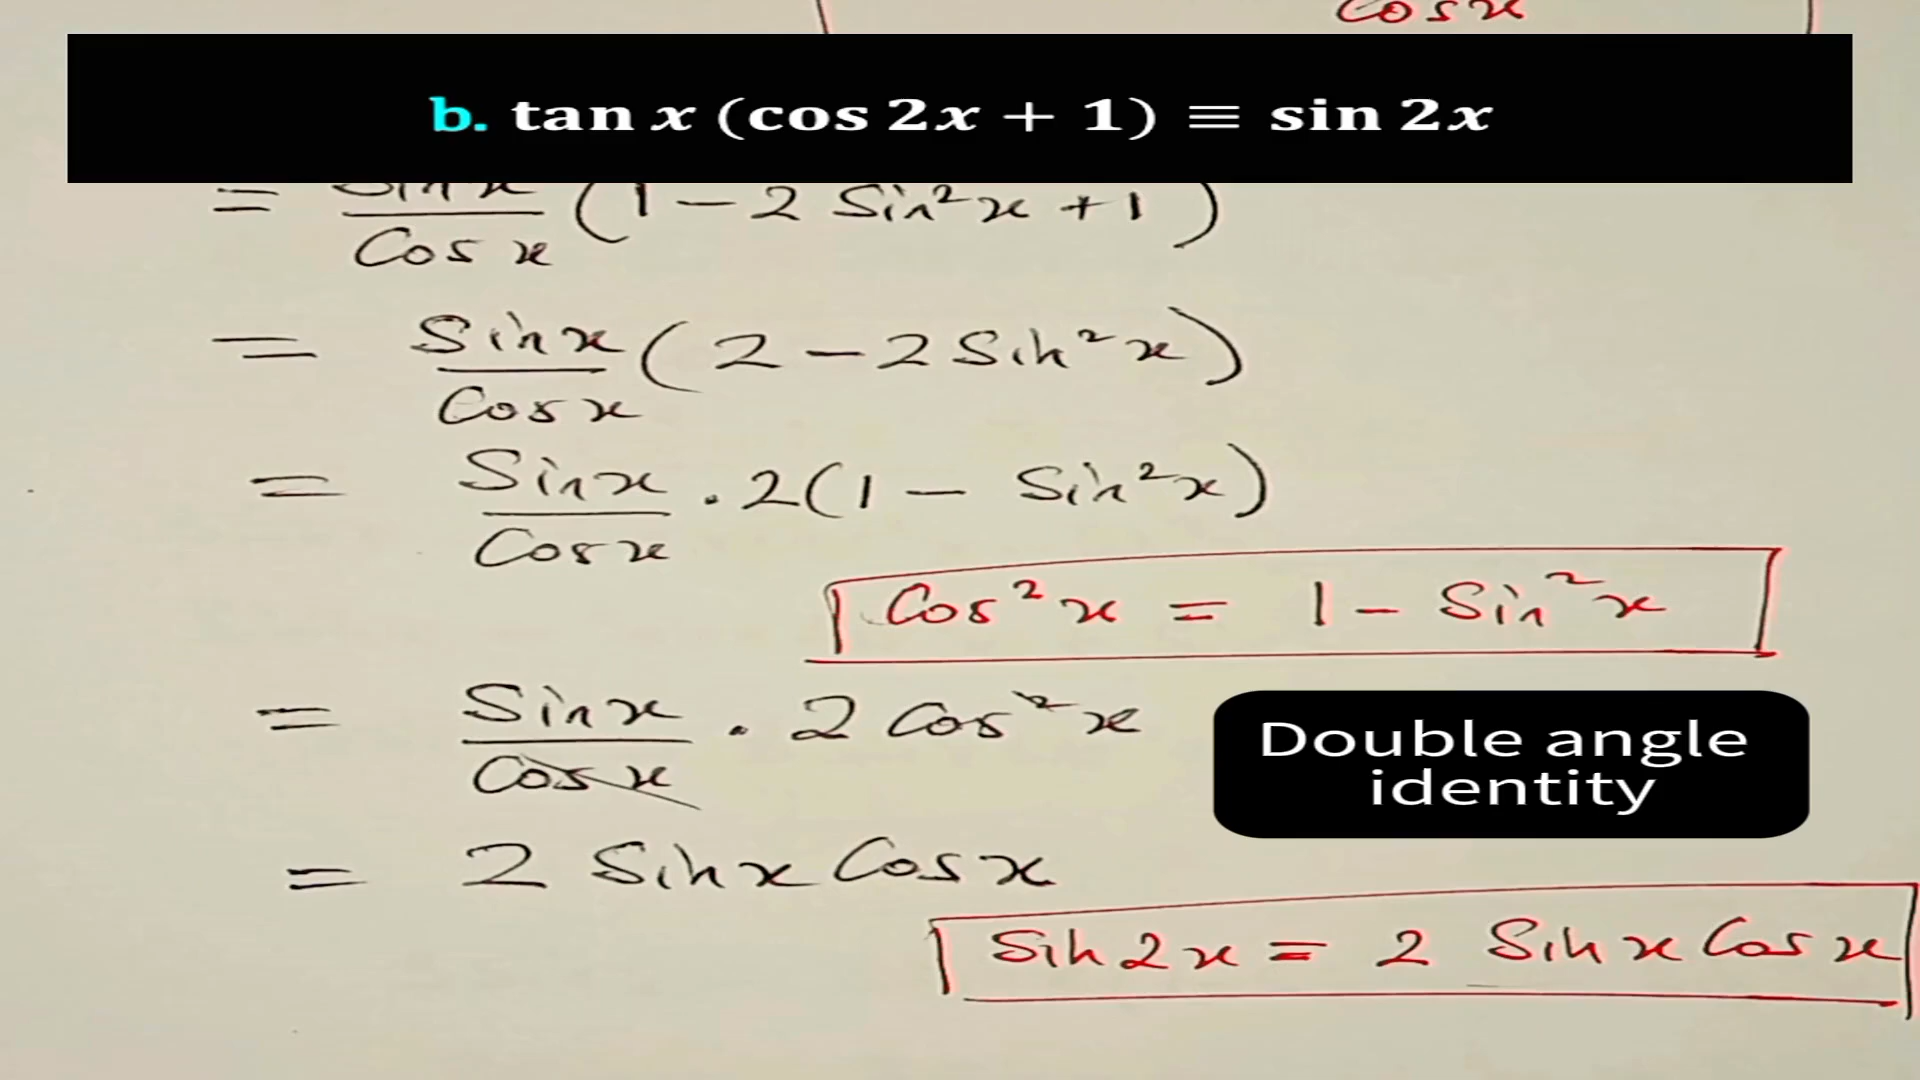 Cos x
b. tan x (cos 2x + 1) ≡ sin 2x
= Sin x / Cos x (1 − 2 Sin²x + 1)
= Sin x / Cos x (2 − 2 Sin²x)
= Sin x / Cos x . 2(1 − Sin²x)
Cos²x = 1 − Sin²x
= Sin x / Cos x . 2 Cos²x
Double angle
identity
= 2 Sin x Cos x
Sin 2x = 2 Sin x Cos x